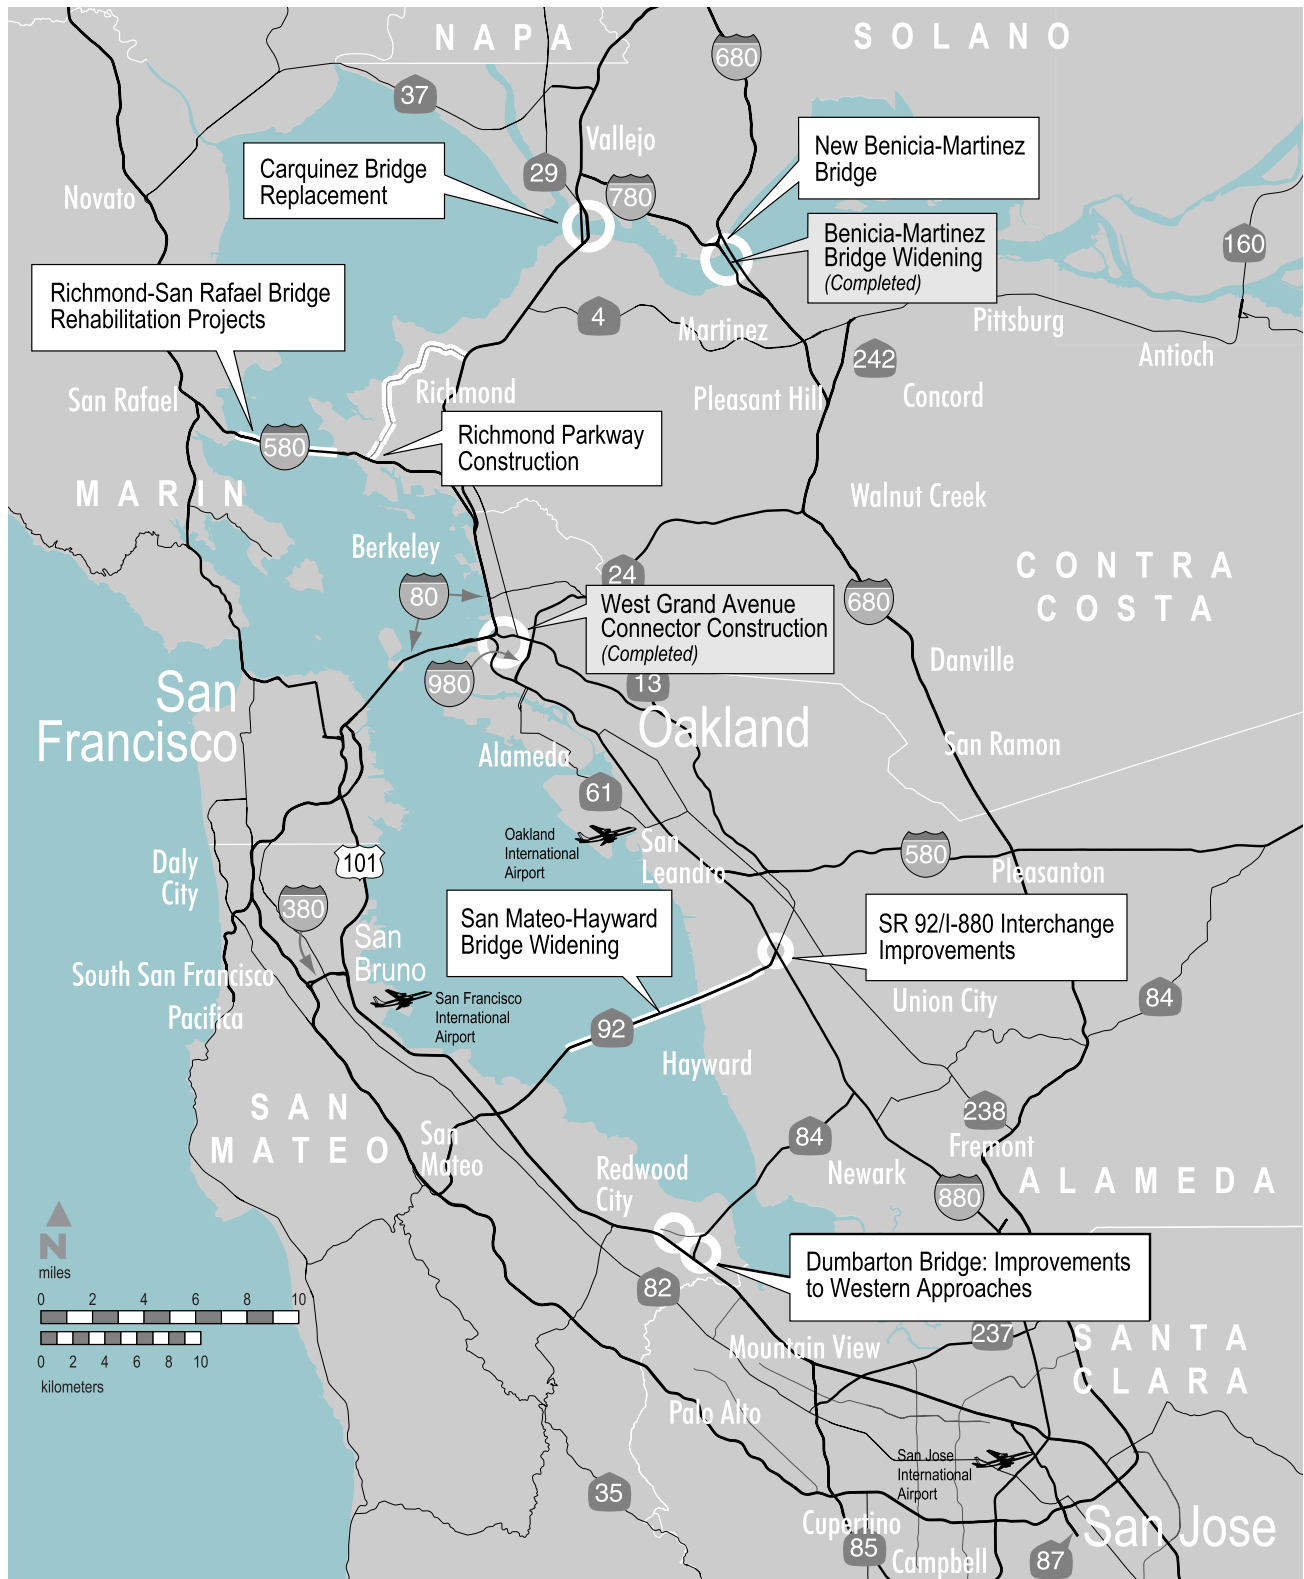 NAPA
SOLANO
680
37
Vallejo
New Benicia-Martinez
Bridge
Carquinez Bridge
Replacement
29
780
Novato
Benicia-Martinez
Bridge Widening
(Completed)
160
Richmond-San Rafael Bridge
Rehabilitation Projects
4
Martinez
Pittsburg
Antioch
242
San Rafael
Richmond
Pleasant Hill
Concord
580
Richmond Parkway
Construction
MARIN
Walnut Creek
Berkeley
24
CONTRA
COSTA
80
680
West Grand Avenue
Connector Construction
(Completed)
Danville
980
13
San
Francisco
Oakland
San Ramon
Alameda
61
Oakland
International
Airport
San
Leandro
580
Pleasanton
Daly
City
101
380
San Mateo-Hayward
Bridge Widening
SR 92/I-880 Interchange
Improvements
San
Bruno
South San Francisco
Pacifica
San Francisco
International
Airport
Union City
84
92
Hayward
238
Fremont
SAN
MATEO
San
Mateo
84
Redwood
City
Newark
880
ALAMEDA
N
miles
0 2 4 6 8 10
0 2 4 6 8 10
kilometers
Dumbarton Bridge: Improvements
to Western Approaches
82
237
SANTA
CLARA
Mountain View
Palo Alto
San Jose
International
Airport
35
Cupertino
85
Campbell
87
San Jose